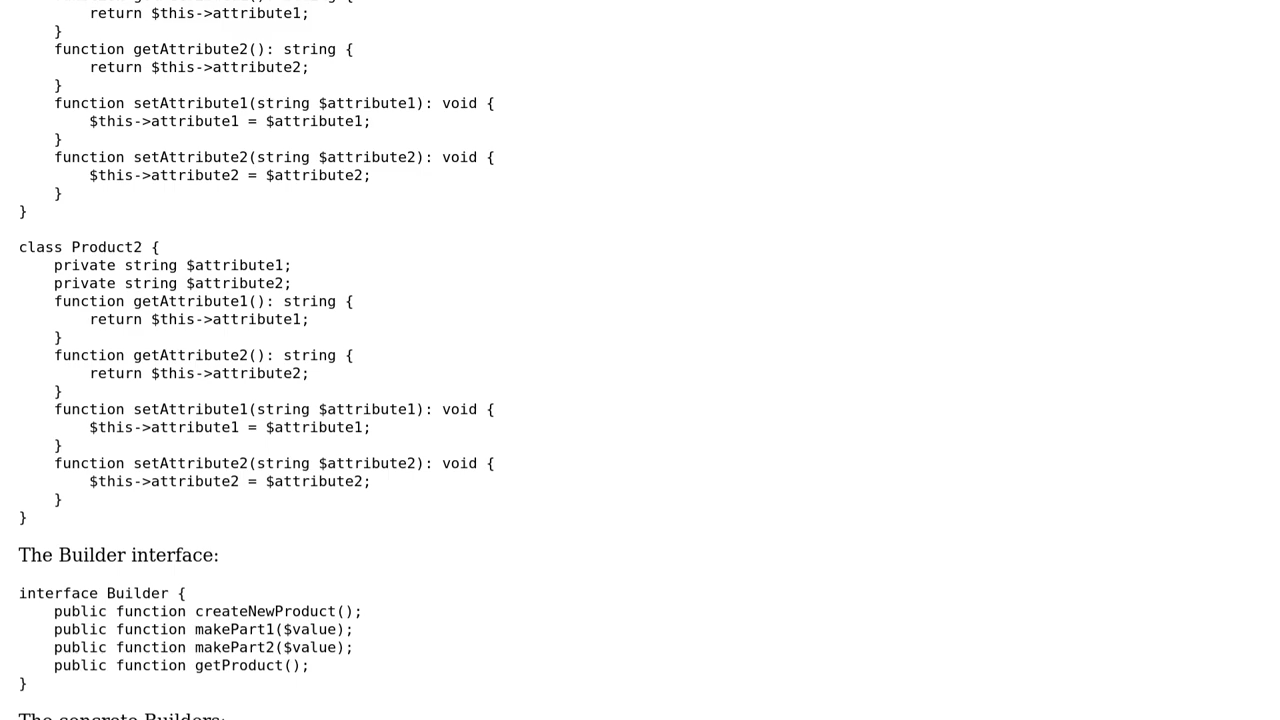 return $this->attribute1;
    }
    function getAttribute2(): string {
        return $this->attribute2;
    }
    function setAttribute1(string $attribute1): void {
        $this->attribute1 = $attribute1;
    }
    function setAttribute2(string $attribute2): void {
        $this->attribute2 = $attribute2;
    }
}

class Product2 {
    private string $attribute1;
    private string $attribute2;
    function getAttribute1(): string {
        return $this->attribute1;
    }
    function getAttribute2(): string {
        return $this->attribute2;
    }
    function setAttribute1(string $attribute1): void {
        $this->attribute1 = $attribute1;
    }
    function setAttribute2(string $attribute2): void {
        $this->attribute2 = $attribute2;
    }
}

The Builder interface:

interface Builder {
    public function createNewProduct();
    public function makePart1($value);
    public function makePart2($value);
    public function getProduct();
}

The concrete Builders: